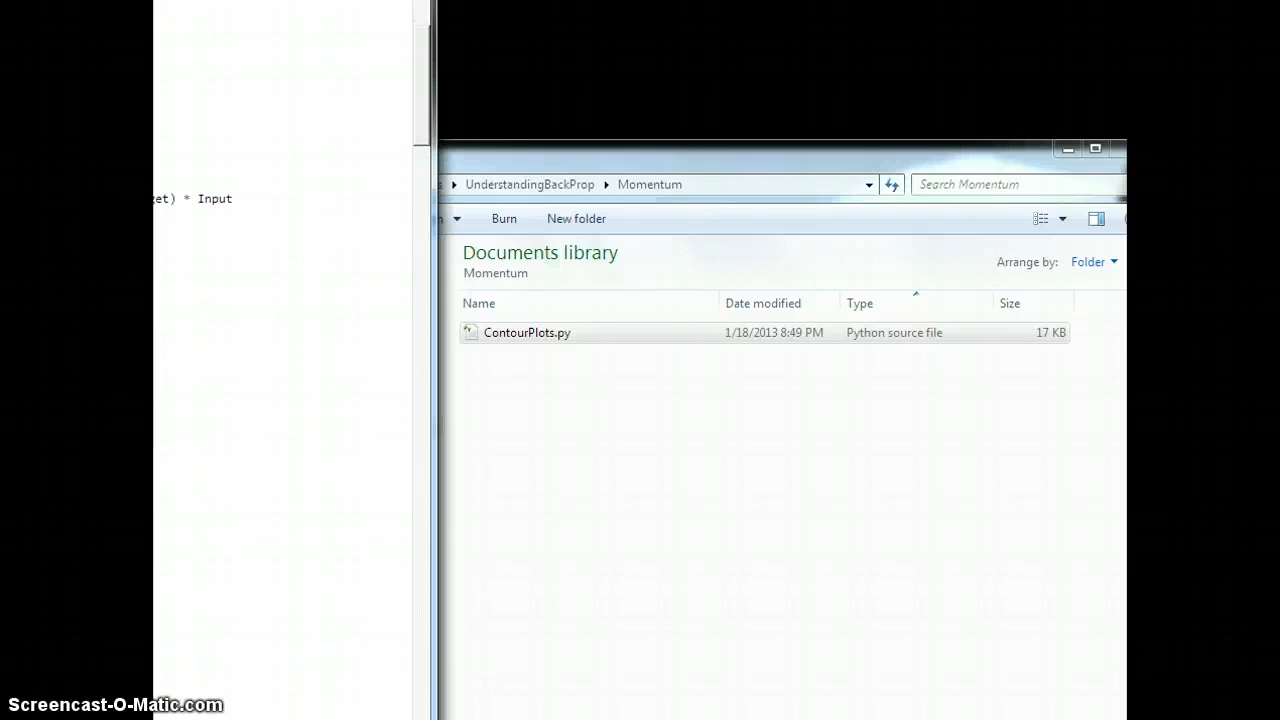 get) * Input
s ▸ UnderstandingBackProp ▸ Momentum
Search Momentum
Burn New folder
Documents library
Momentum
Arrange by: Folder
Name Date modified Type Size
ContourPlots.py 1/18/2013 8:49 PM Python source file 17 KB
Screencast-O-Matic.com